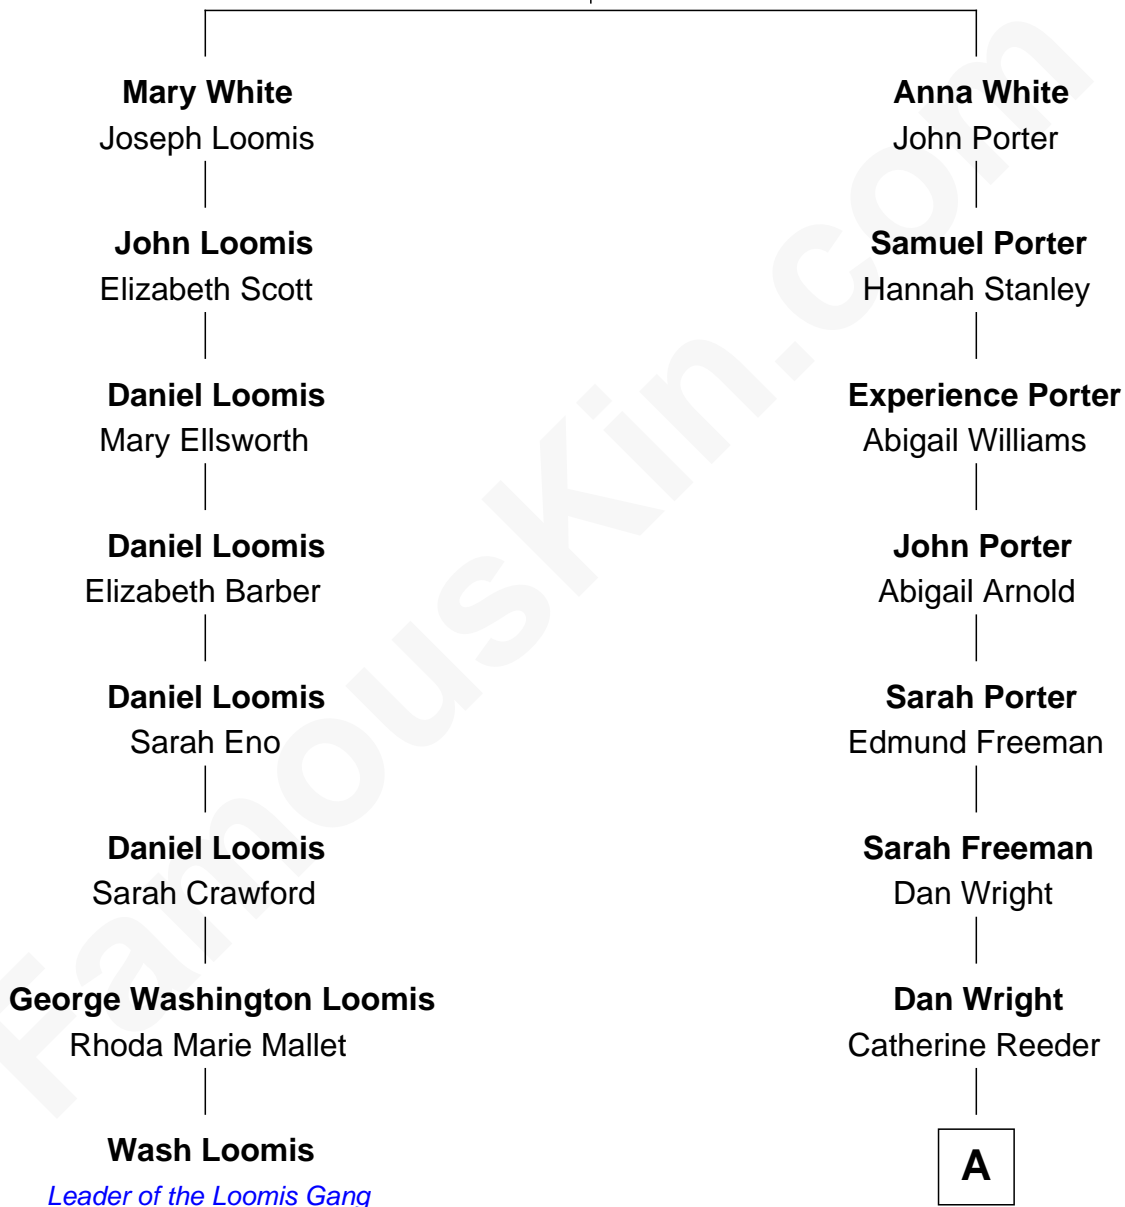 Mary White
Joseph Loomis
John Loomis
Elizabeth Scott
Daniel Loomis
Mary Ellsworth
Daniel Loomis
Elizabeth Barber
Daniel Loomis
Sarah Eno
Daniel Loomis
Sarah Crawford
George Washington Loomis
Rhoda Marie Mallet
Wash Loomis
Leader of the Loomis Gang
Anna White
John Porter
Samuel Porter
Hannah Stanley
Experience Porter
Abigail Williams
John Porter
Abigail Arnold
Sarah Porter
Edmund Freeman
Sarah Freeman
Dan Wright
Dan Wright
Catherine Reeder
A
FamousKin.com